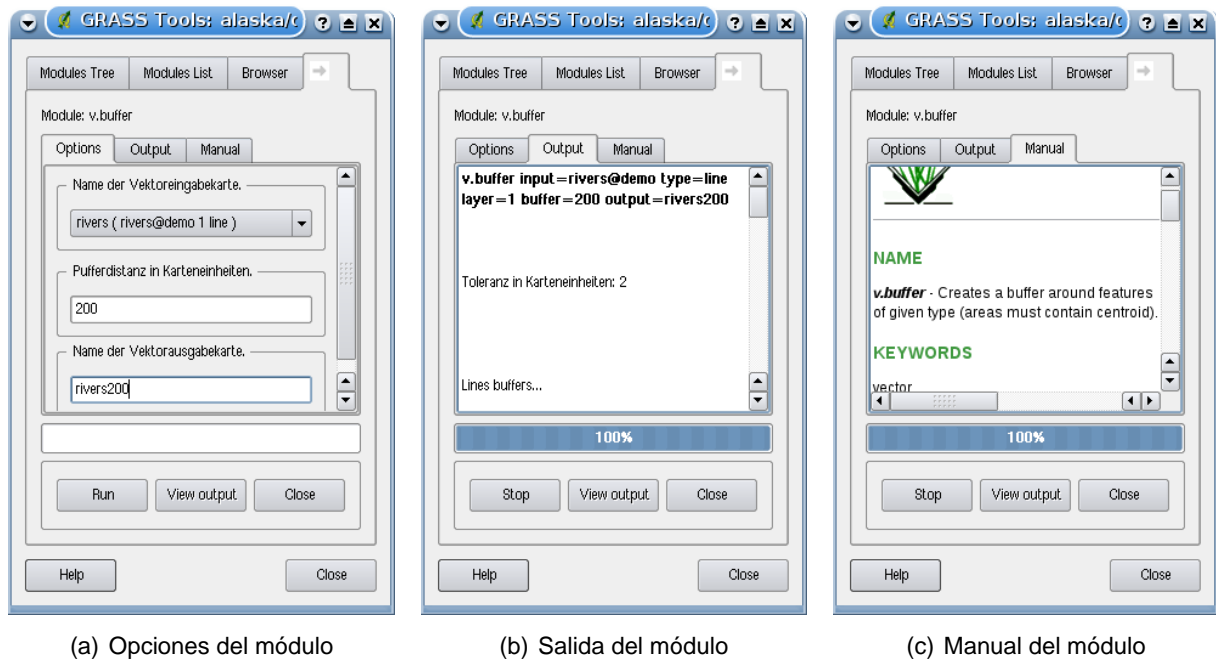 GRASS Tools: alaska/
Modules Tree Modules List Browser
Module: v.buffer
Options Output Manual
Name der Vektoreingabekarte.
rivers ( rivers@demo 1 line )
Pufferdistanz in Karteneinheiten.
200
Name der Vektorausgabekarte.
rivers200
Run View output Close
Help Close
(a) Opciones del módulo
GRASS Tools: alaska/
Modules Tree Modules List Browser
Module: v.buffer
Options Output Manual
v.buffer input=rivers@demo type=line
layer=1 buffer=200 output=rivers200
Toleranz in Karteneinheiten: 2
Lines buffers...
100%
Stop View output Close
Help Close
(b) Salida del módulo
GRASS Tools: alaska/
Modules Tree Modules List Browser
Module: v.buffer
Options Output Manual
NAME
v.buffer - Creates a buffer around features
of given type (areas must contain centroid).
KEYWORDS
vector
100%
Stop View output Close
Help Close
(c) Manual del módulo